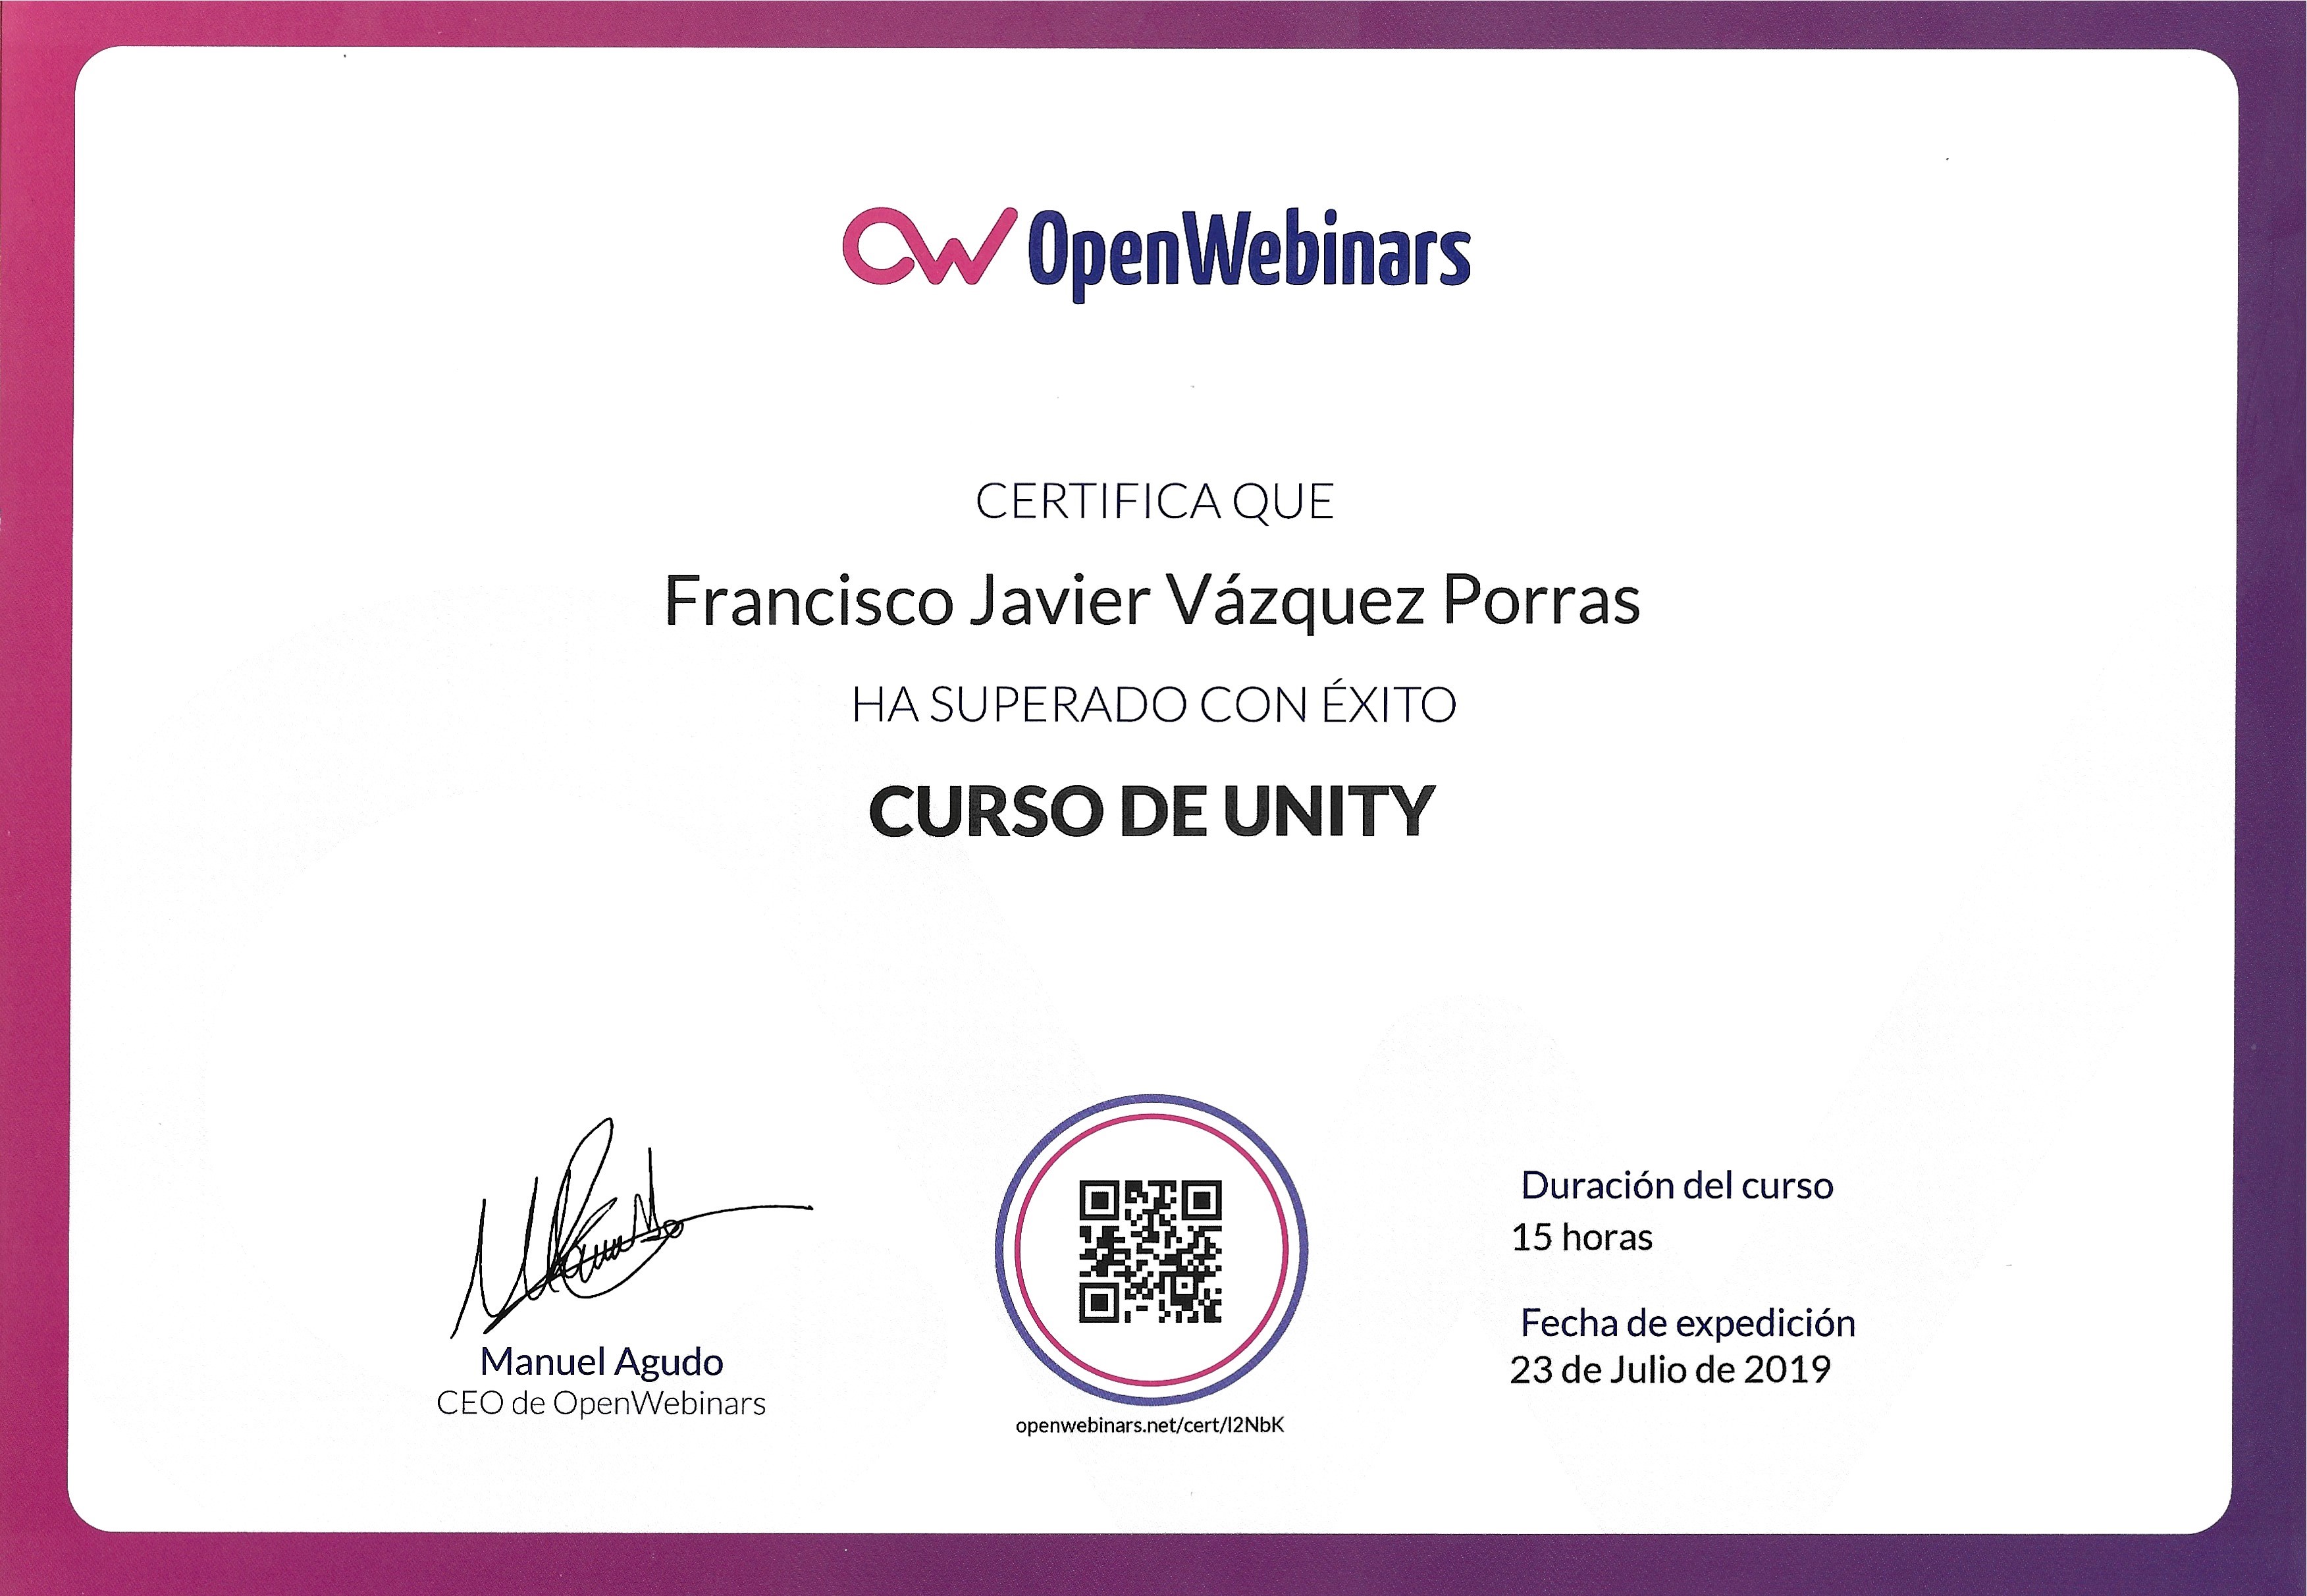 OpenWebinars
CERTIFICA QUE
Francisco Javier Vázquez Porras
HA SUPERADO CON ÉXITO
CURSO DE UNITY
Manuel Agudo
CEO de OpenWebinars
openwebinars.net/cert/I2NbK
Duración del curso
15 horas
Fecha de expedición
23 de Julio de 2019